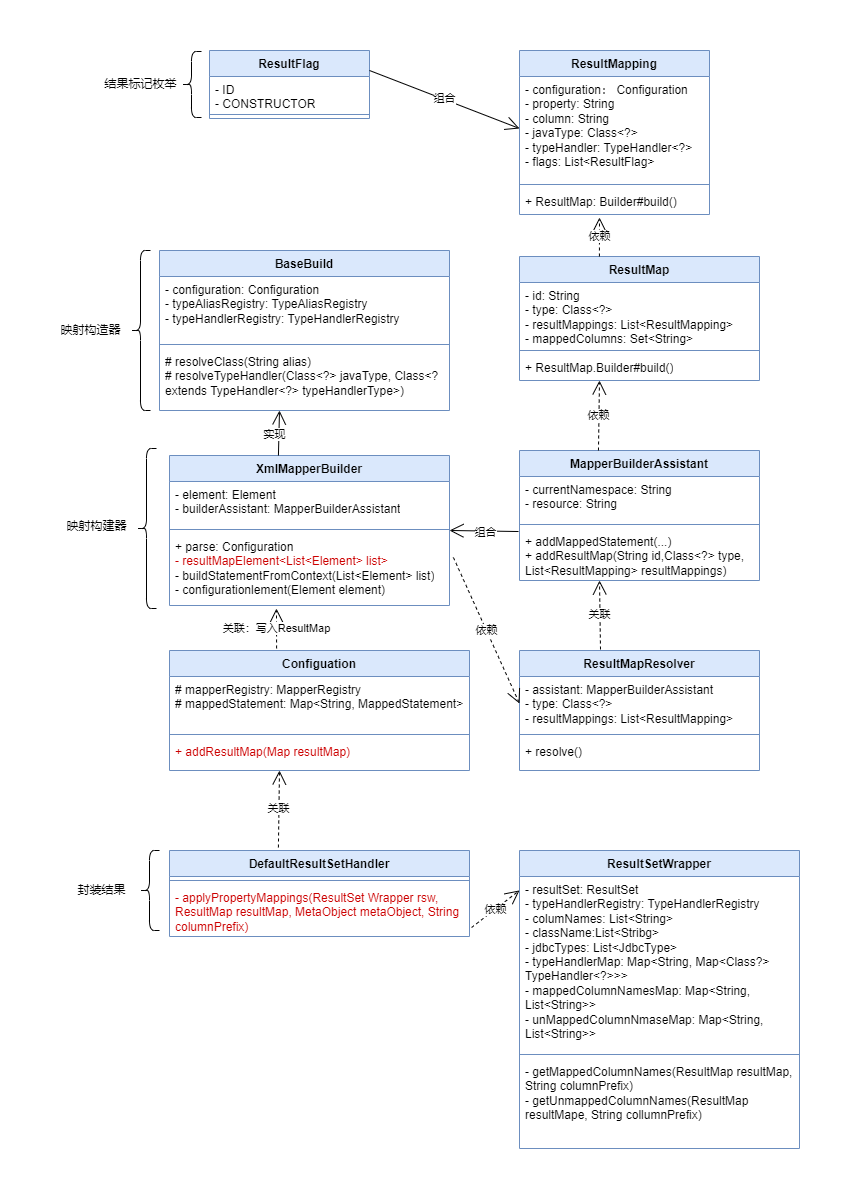 结果标记枚举
ResultFlag
- ID
- CONSTRUCTOR
组合
ResultMapping
- configuration： Configuration
- property: String
- column: String
- javaType: Class<?>
- typeHandler: TypeHandler<?>
- flags: List<ResultFlag>
+ ResultMap: Builder#build()
依赖
ResultMap
- id: String
- type: Class<?>
- resultMappings: List<ResultMapping>
- mappedColumns: Set<String>
+ ResultMap.Builder#build()
依赖
映射构造器
BaseBuild
- configuration: Configuration
- typeAliasRegistry: TypeAliasRegistry
- typeHandlerRegistry: TypeHandlerRegistry
# resolveClass(String alias)
# resolveTypeHandler(Class<?> javaType, Class<?
extends TypeHandler<?> typeHandlerType>)
实现
映射构建器
XmlMapperBuilder
- element: Element
- builderAssistant: MapperBuilderAssistant
+ parse: Configuration
- resultMapElement<List<Element> list>
- buildStatementFromContext(List<Element> list)
- configurationlement(Element element)
组合
MapperBuilderAssistant
- currentNamespace: String
- resource: String
+ addMappedStatement(...)
+ addResultMap(String id,Class<?> type,
List<ResultMapping> resultMappings)
关联
关联：写入ResultMap
依赖
Configuation
# mapperRegistry: MapperRegistry
# mappedStatement: Map<String, MappedStatement>
+ addResultMap(Map resultMap)
ResultMapResolver
- assistant: MapperBuilderAssistant
- type: Class<?>
- resultMappings: List<ResultMapping>
+ resolve()
关联
封装结果
DefaultResultSetHandler
- applyPropertyMappings(ResultSet Wrapper rsw,
ResultMap resultMap, MetaObject metaObject, String
columnPrefix)
依赖
ResultSetWrapper
- resultSet: ResultSet
- typeHandlerRegistry: TypeHandlerRegistry
- columNames: List<String>
- className:List<Stribg>
- jdbcTypes: List<JdbcType>
- typeHandlerMap: Map<String, Map<Class?>
TypeHandler<?>>>
- mappedColumnNamesMap: Map<String,
List<String>>
- unMappedColumnNmaseMap: Map<String,
List<String>>
- getMappedColumnNames(ResultMap resultMap,
String columnPrefix)
- getUnmappedColumnNames(ResultMap
resultMape, String collumnPrefix)